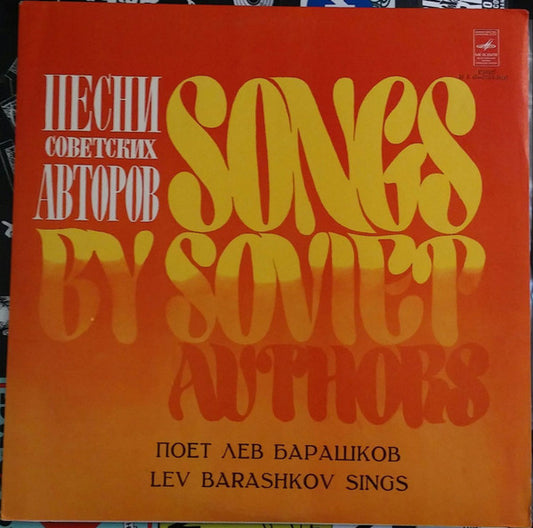 ПЕСНИ
СОВЕТСКИХ
АВТОРОВ
SONGS
BY SOVIET
AUTHORS
ПОЕТ ЛЕВ БАРАШКОВ
LEV BARASHKOV SINGS